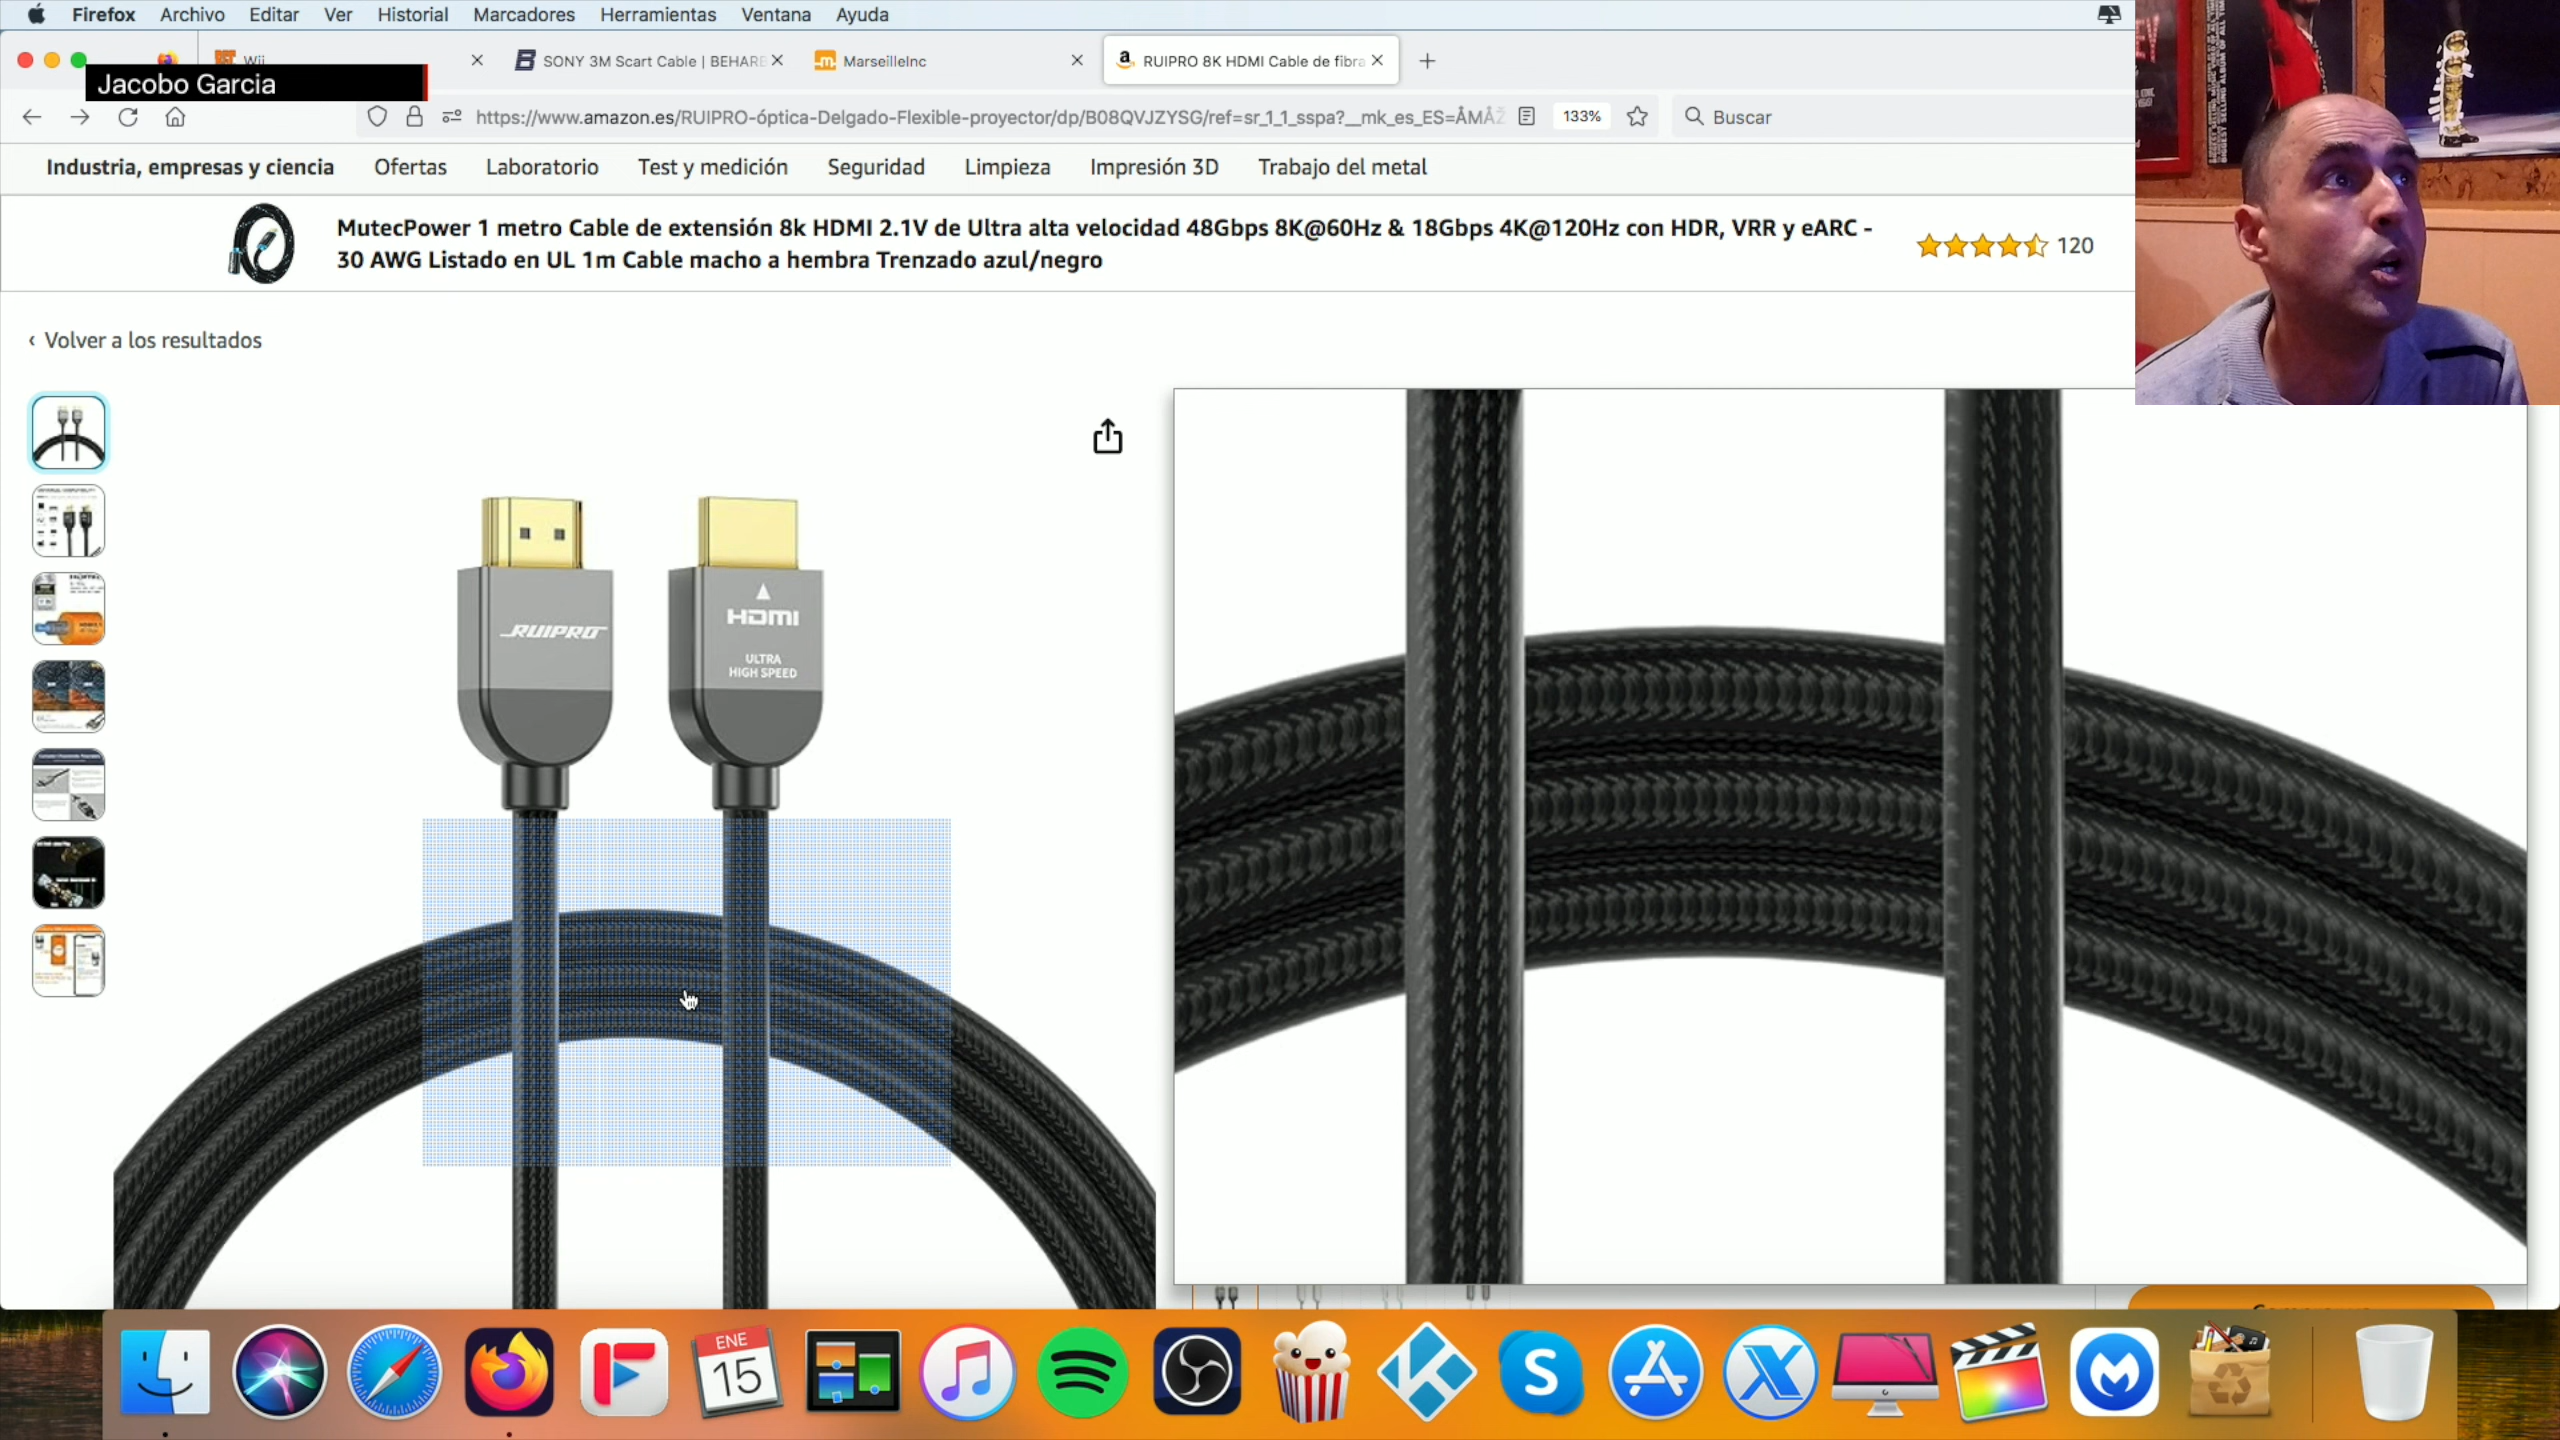 Firefox Archivo Editar Ver Historial Marcadores Herramientas Ventana Ayuda
Wii
SONY 3M Scart Cable | BEHARB
MarseilleInc
RUIPRO 8K HDMI Cable de fibra
Jacobo Garcia
https://www.amazon.es/RUIPRO-óptica-Delgado-Flexible-proyector/dp/B08QVJZYSG/ref=sr_1_1_sspa?__mk_es_ES=ÅMÅŽ
133%
Buscar
Industria, empresas y ciencia Ofertas Laboratorio Test y medición Seguridad Limpieza Impresión 3D Trabajo del metal
MutecPower 1 metro Cable de extensión 8k HDMI 2.1V de Ultra alta velocidad 48Gbps 8K@60Hz & 18Gbps 4K@120Hz con HDR, VRR y eARC -
30 AWG Listado en UL 1m Cable macho a hembra Trenzado azul/negro
120
‹ Volver a los resultados
RUIPRO
HDMI
ULTRA
HIGH SPEED
ENE
15